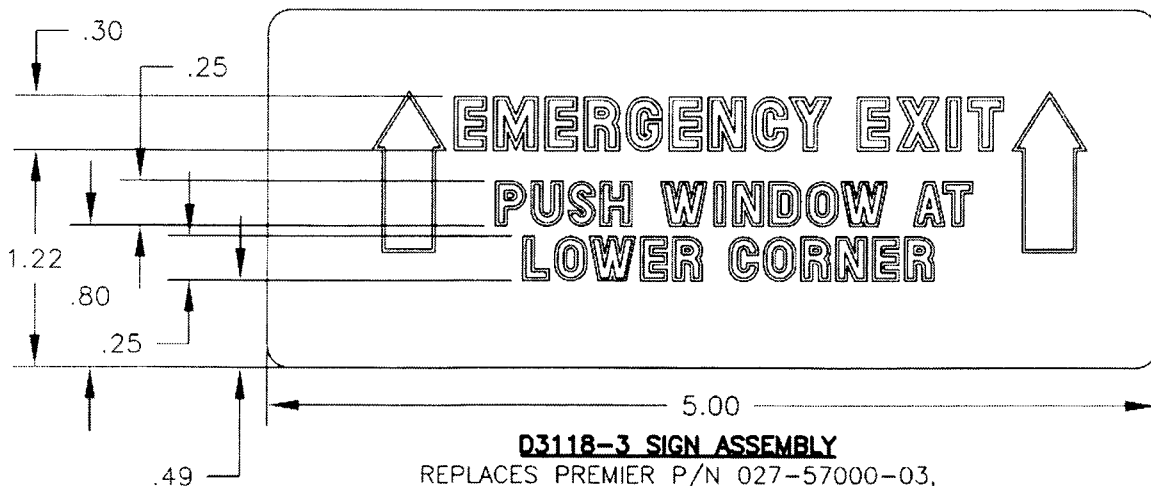 .30
.25
EMERGENCY EXIT
PUSH WINDOW AT
LOWER CORNER
1.22
.80
.25
5.00
.49
D3118-3 SIGN ASSEMBLY
REPLACES PREMIER P/N 027-57000-03,